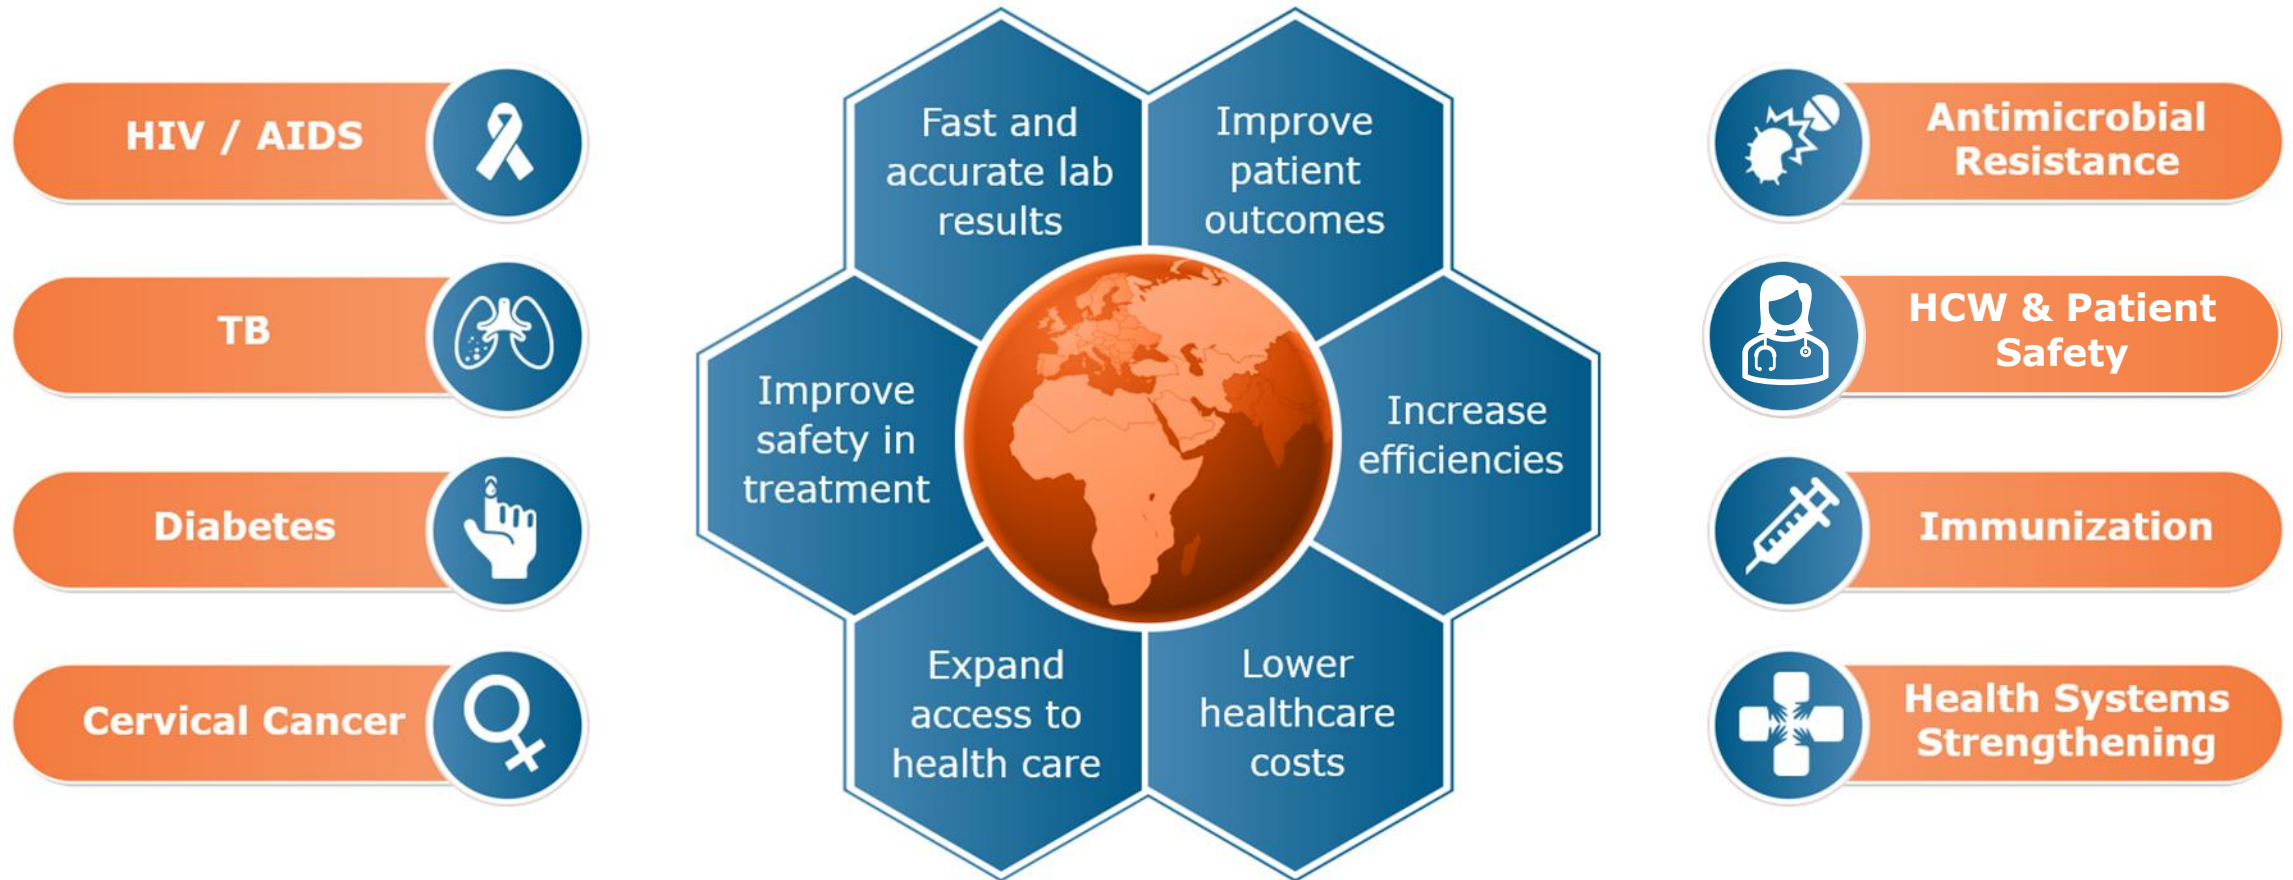 HIV / AIDS
TB
Diabetes
Cervical Cancer
Fast and
accurate lab
results
Improve
patient
outcomes
Improve
safety in
treatment
Increase
efficiencies
Expand
access to
health care
Lower
healthcare
costs
Antimicrobial
Resistance
HCW & Patient
Safety
Immunization
Health Systems
Strengthening